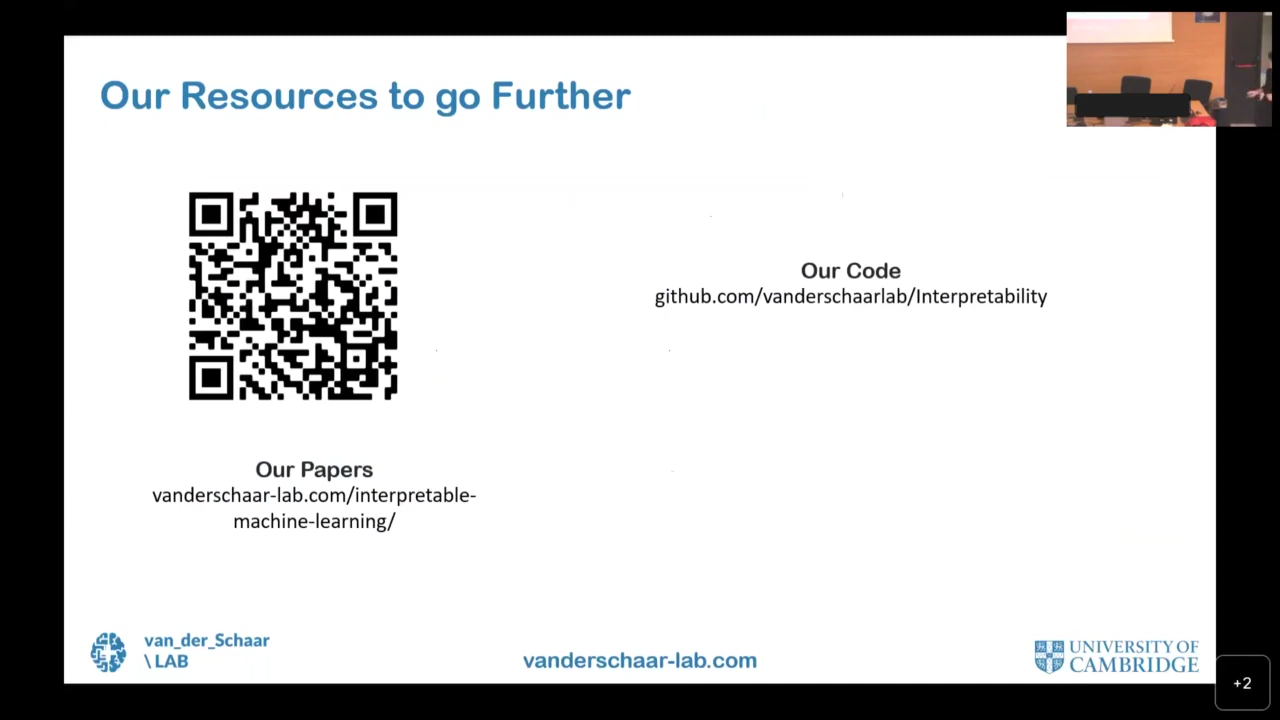 Our Resources to go Further
Our Code
github.com/vanderschaarlab/Interpretability
Our Papers
vanderschaar-lab.com/interpretable-
machine-learning/
van_der_Schaar
\ LAB
vanderschaar-lab.com
UNIVERSITY OF
CAMBRIDGE
+2